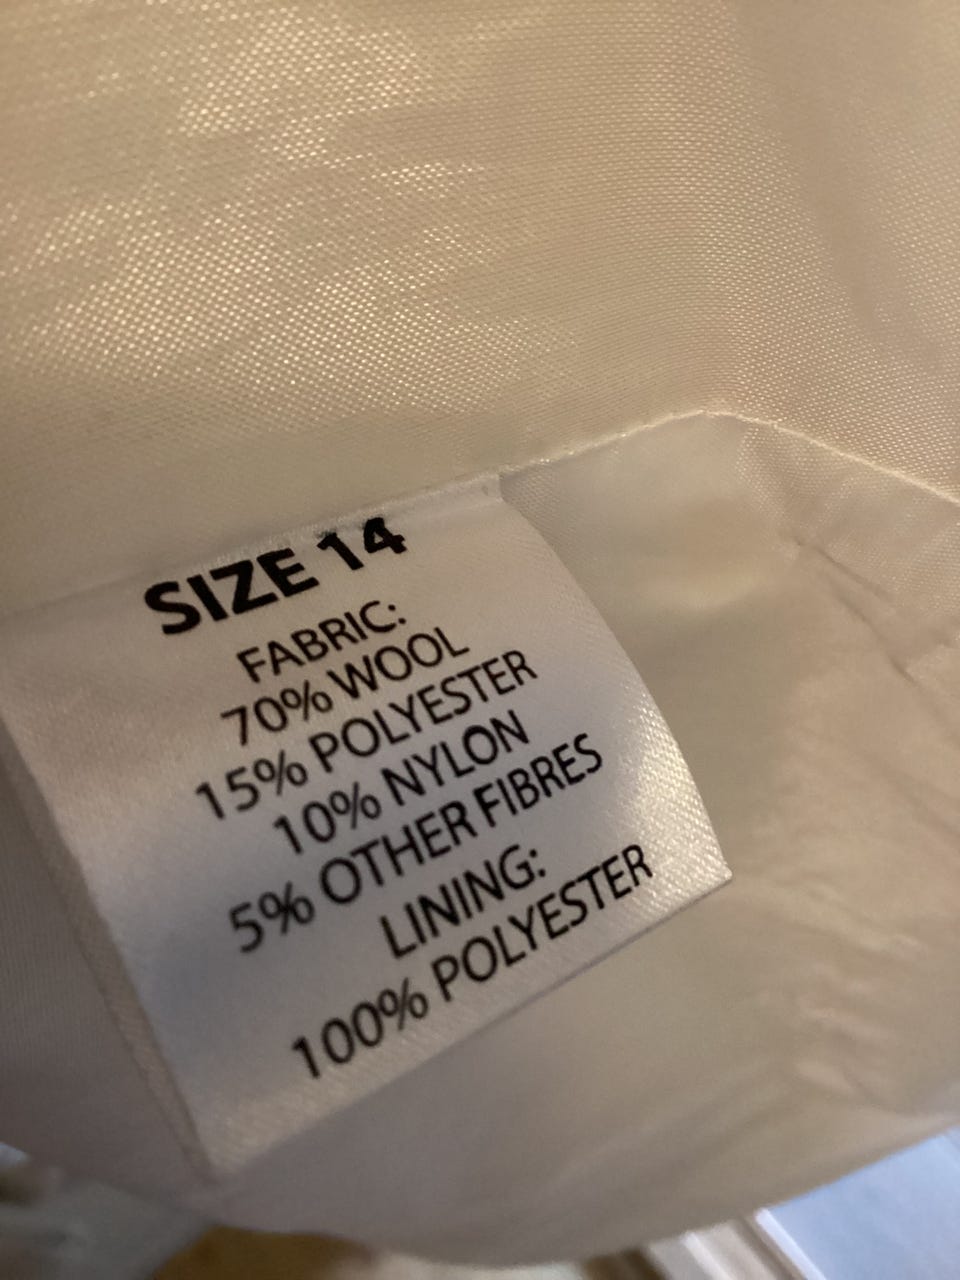 SIZE 14
FABRIC:
70% WOOL
15% POLYESTER
10% NYLON
5% OTHER FIBRES
LINING:
100% POLYESTER